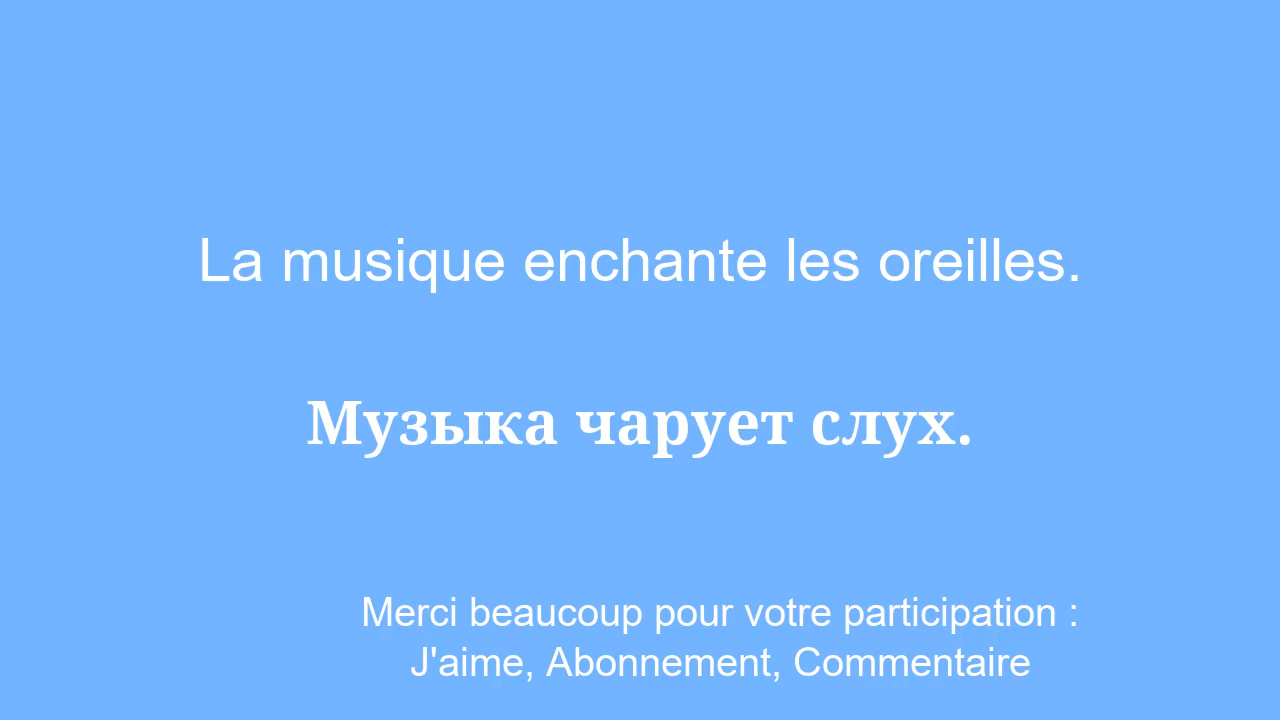 La musique enchante les oreilles.
Музыка чарует слух.
Merci beaucoup pour votre participation :
J'aime, Abonnement, Commentaire